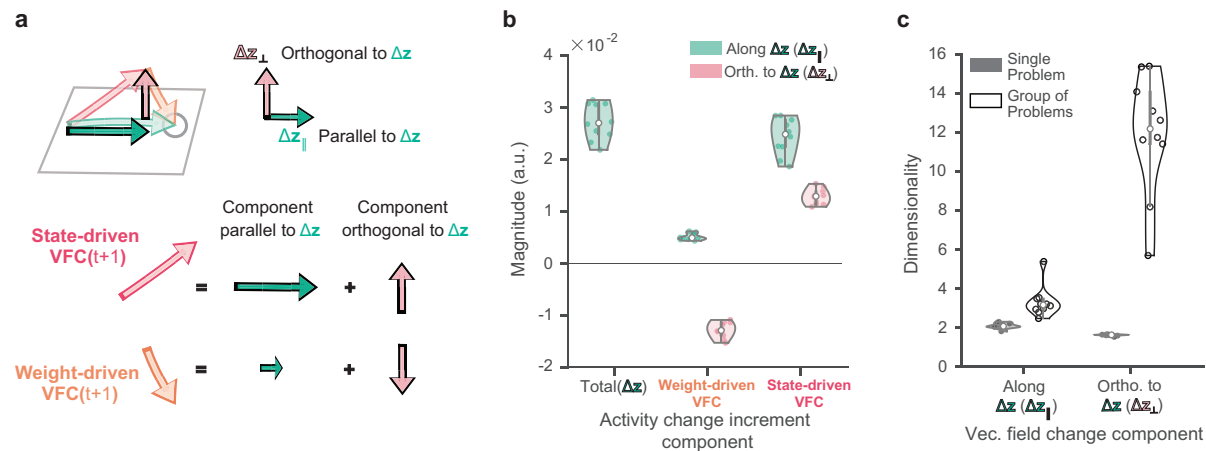 a
Δz⊥ Orthogonal to Δz
Δz∥ Parallel to Δz
Component
parallel to Δz
Component
orthogonal to Δz
State-driven
VFC(t+1)
=
+
Weight-driven
VFC(t+1)
=
+
b
×10⁻²
Along Δz (Δz∥)
Orth. to Δz (Δz⊥)
Magnitude (a.u.)
4
3
2
1
0
-1
-2
Total(Δz)
Weight-driven
VFC
State-driven
VFC
Activity change increment
component
c
Single
Problem
Group of
Problems
Dimensionality
16
14
12
10
8
6
4
2
0
Along
Δz (Δz∥)
Ortho. to
Δz (Δz⊥)
Vec. field change component